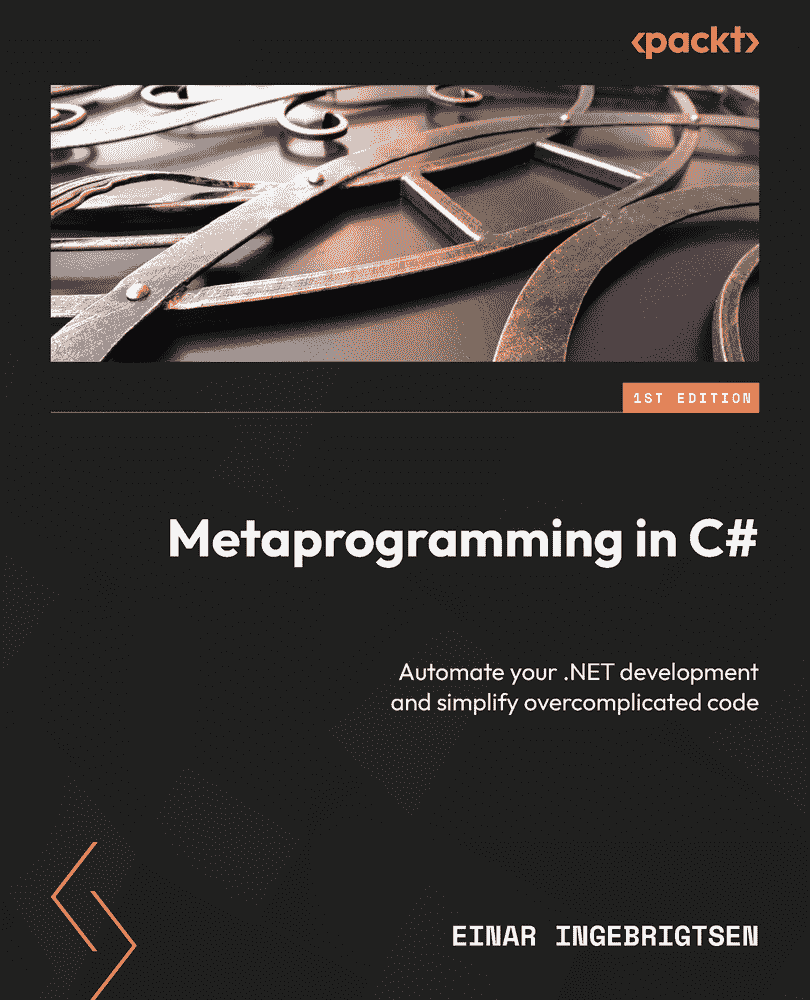 <packt>
1ST EDITION
Metaprogramming in C#
Automate your .NET development
and simplify overcomplicated code
EINAR INGEBRIGTSEN